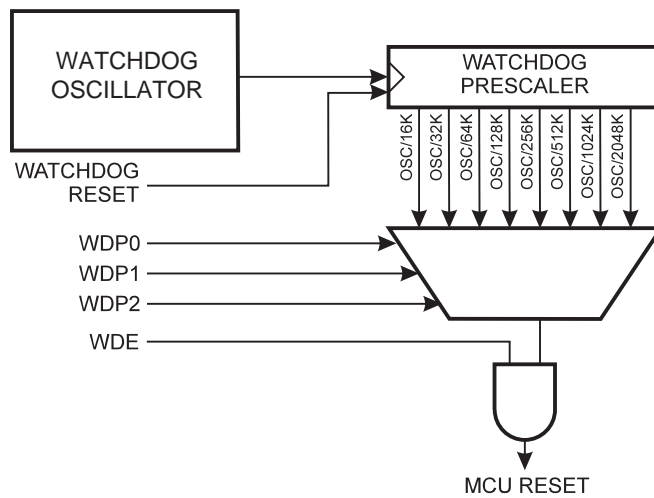 WATCHDOG
OSCILLATOR
WATCHDOG
PRESCALER
OSC/16K
OSC/32K
OSC/64K
OSC/128K
OSC/256K
OSC/512K
OSC/1024K
OSC/2048K
WATCHDOG
RESET
WDP0
WDP1
WDP2
WDE
MCU RESET